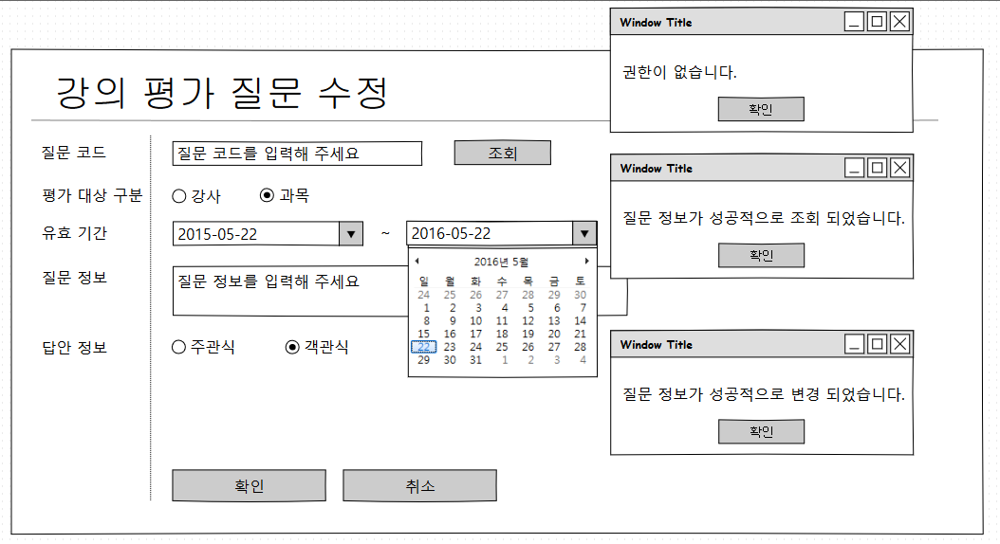 강의 평가 질문 수정
질문 코드 질문 코드를 입력해 주세요 조회
평가 대상 구분 강사 과목
유효 기간 2015-05-22 ~ 2016-05-22
2016년 5월
일 월 화 수 목 금 토
24 25 26 27 28 29 30
1 2 3 4 5 6 7
8 9 10 11 12 13 14
15 16 17 18 19 20 21
22 23 24 25 26 27 28
29 30 31 1 2 3 4
질문 정보 질문 정보를 입력해 주세요
답안 정보 주관식 객관식
확인 취소
Window Title
권한이 없습니다.
확인
Window Title
질문 정보가 성공적으로 조회 되었습니다.
확인
Window Title
질문 정보가 성공적으로 변경 되었습니다.
확인